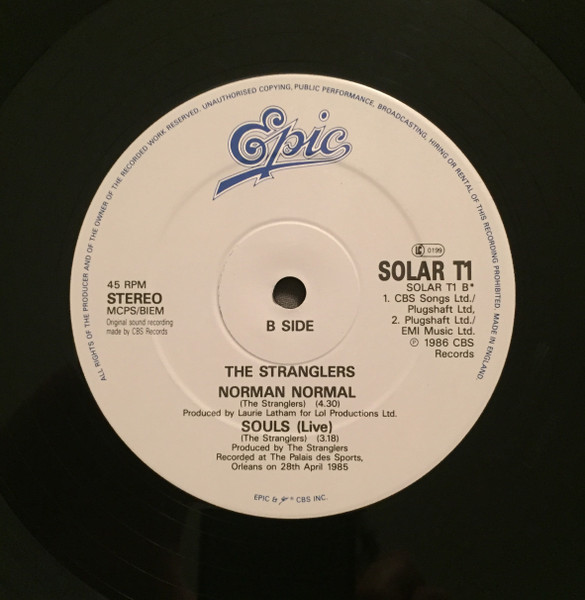 ALL RIGHTS OF THE PRODUCER AND OF THE OWNER OF THE RECORDED WORK RESERVED. UNAUTHORISED COPYING, PUBLIC PERFORMANCE, BROADCASTING, HIRING OR RENTAL OF THIS RECORDING PROHIBITED. MADE IN ENGLAND.
Epic
LC 0199
SOLAR T1
SOLAR T1 B*
1. CBS Songs Ltd./
Plugshaft Ltd,
2. Plugshaft Ltd./
EMI Music Ltd.
℗ 1986 CBS
Records
45 RPM
STEREO
MCPS/BIEM
Original sound recording
made by CBS Records
B SIDE
THE STRANGLERS
NORMAN NORMAL
(The Stranglers) (4.30)
Produced by Laurie Latham for Lol Productions Ltd.
SOULS (Live)
(The Stranglers) (3.18)
Produced by The Stranglers
Recorded at The Palais des Sports,
Orleans on 28th April 1985
EPIC & CBS INC.